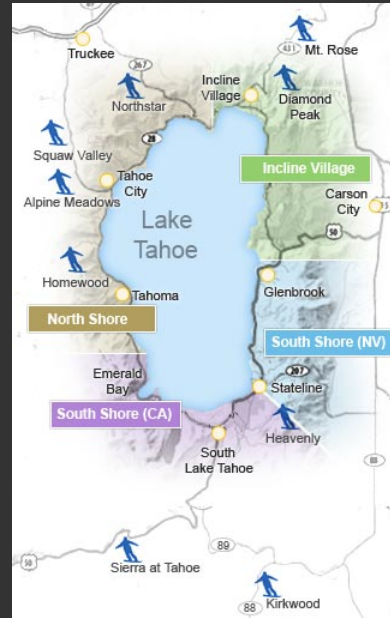 Truckee
267
431
Mt. Rose
Northstar
Incline
Village
Diamond
Peak
28
Squaw Valley
Tahoe
City
Alpine Meadows
Incline Village
Carson
City
Lake
Tahoe
50
Homewood
Tahoma
Glenbrook
North Shore
South Shore (NV)
207
Emerald
Bay
Stateline
South Shore (CA)
Heavenly
South
Lake Tahoe
88
89
50
Sierra at Tahoe
88
Kirkwood